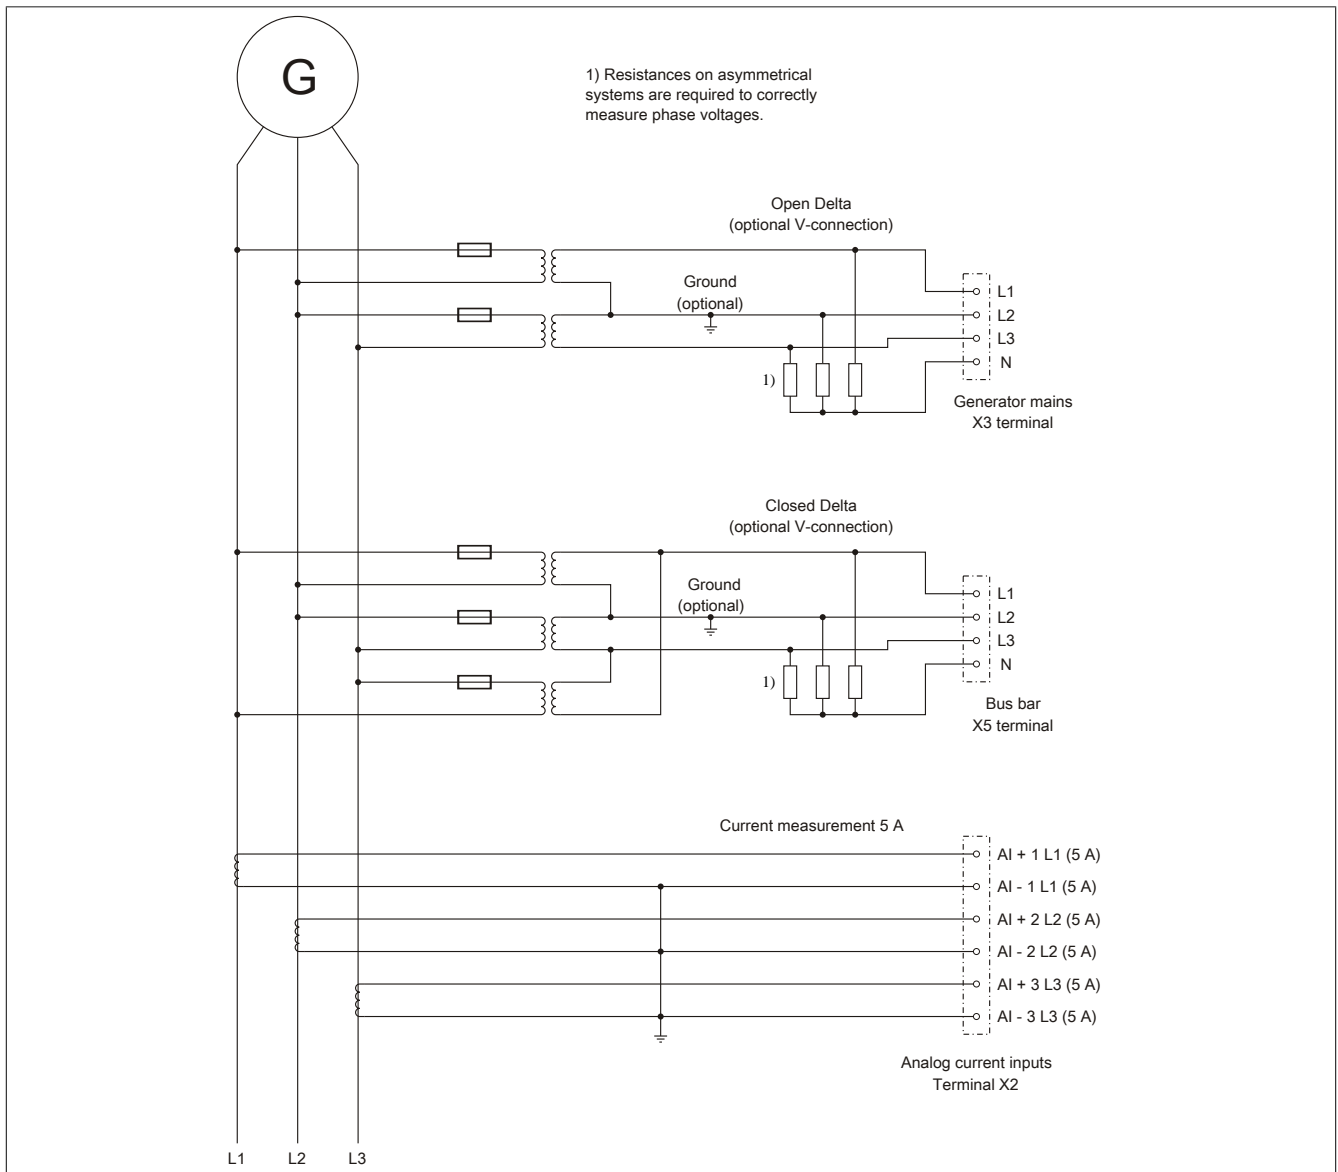 G
1) Resistances on asymmetrical
systems are required to correctly
measure phase voltages.
Open Delta
(optional V-connection)
Ground
(optional)
L1
L2
L3
N
1)
Generator mains
X3 terminal
Closed Delta
(optional V-connection)
Ground
(optional)
L1
L2
L3
N
1)
Bus bar
X5 terminal
Current measurement 5 A
AI + 1 L1 (5 A)
AI - 1 L1 (5 A)
AI + 2 L2 (5 A)
AI - 2 L2 (5 A)
AI + 3 L3 (5 A)
AI - 3 L3 (5 A)
Analog current inputs
Terminal X2
L1 L2 L3